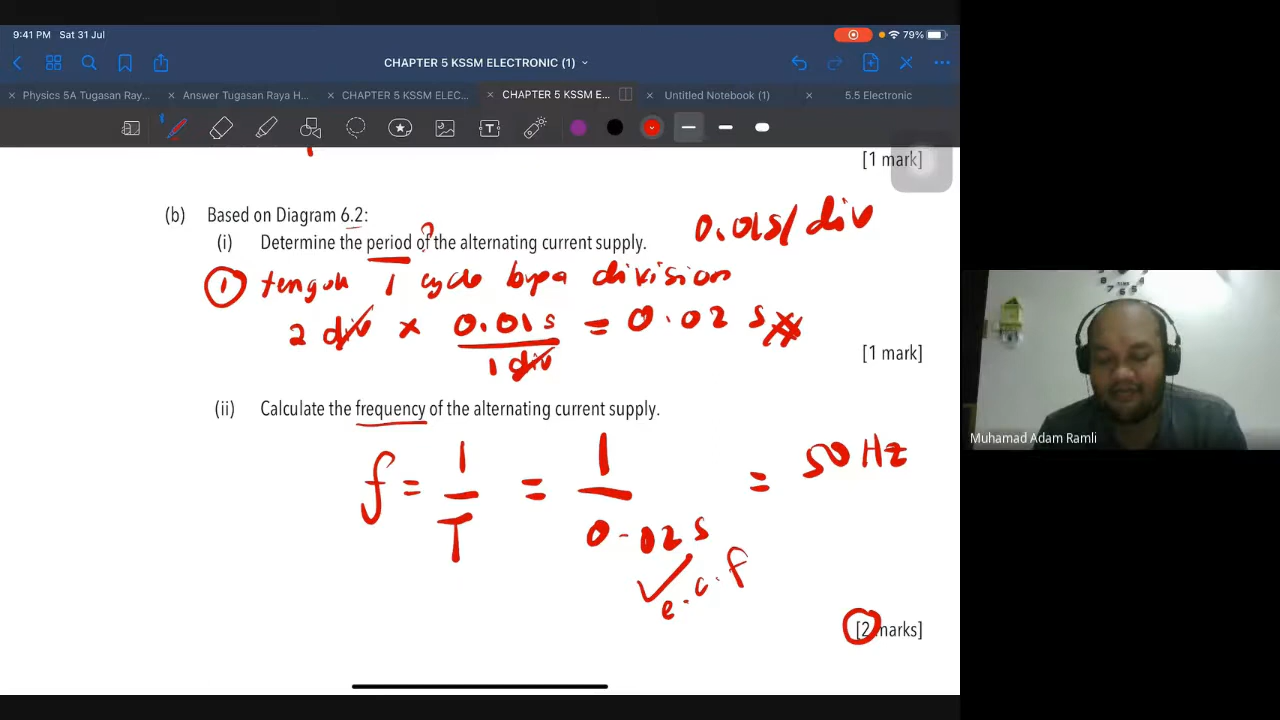 9:41 PM Sat 31 Jul
79%
CHAPTER 5 KSSM ELECTRONIC (1)
Physics 5A Tugasan Ray...
Answer Tugasan Raya H...
CHAPTER 5 KSSM ELEC...
CHAPTER 5 KSSM E...
Untitled Notebook (1)
5.5 Electronic
[1 mark]
(b) Based on Diagram 6.2:
0.01s/div
(i) Determine the period of the alternating current supply.
1 tengok 1 cycle brpa division
2 div × 0.01s / 1 div = 0.02 s
[1 mark]
(ii) Calculate the frequency of the alternating current supply.
f = 1/T = 1/0.02s = 50 Hz
e.c.f
[2 marks]
Muhamad Adam Ramli